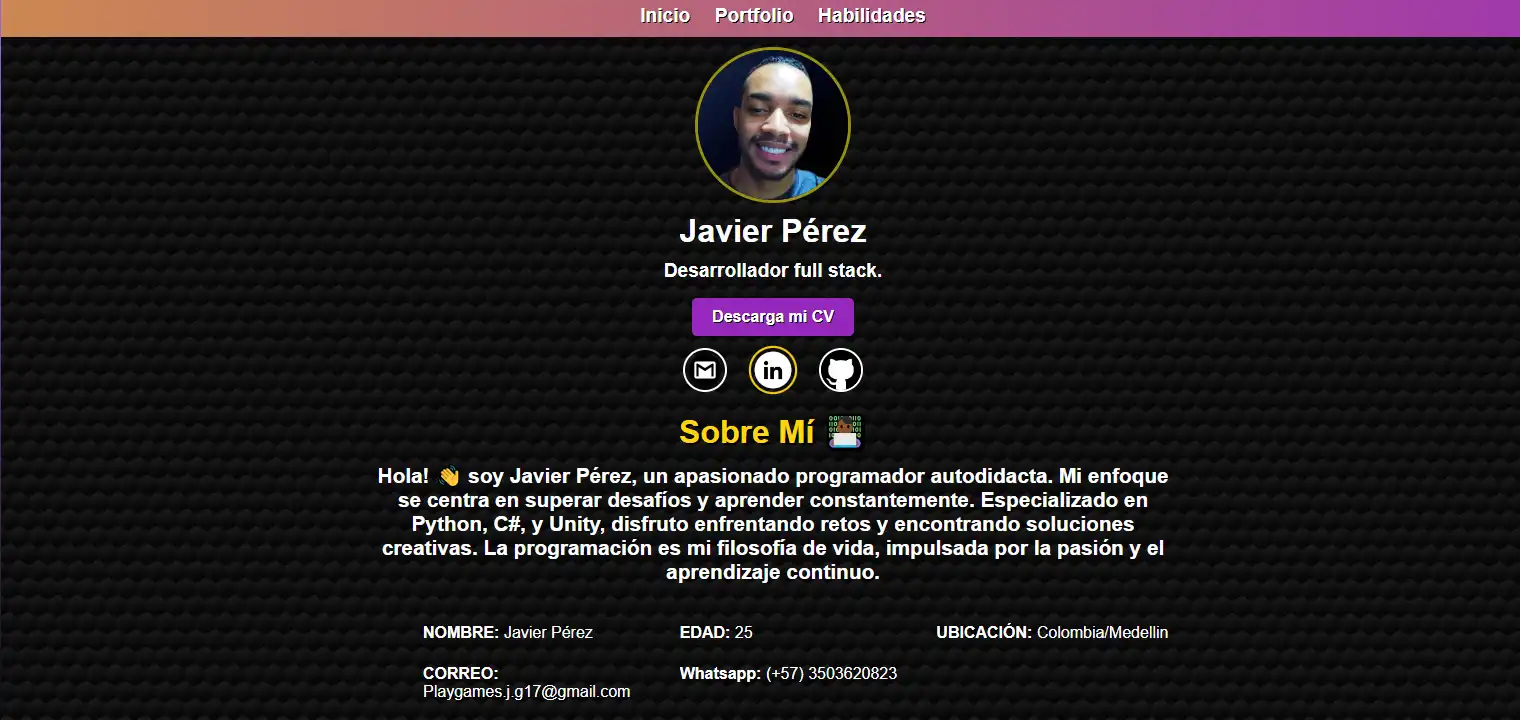 Inicio Portfolio Habilidades
Javier Pérez
Desarrollador full stack.
Descarga mi CV
in
Sobre Mí
Hola! 👋 soy Javier Pérez, un apasionado programador autodidacta. Mi enfoque
se centra en superar desafíos y aprender constantemente. Especializado en
Python, C#, y Unity, disfruto enfrentando retos y encontrando soluciones
creativas. La programación es mi filosofía de vida, impulsada por la pasión y el
aprendizaje continuo.
NOMBRE: Javier Pérez EDAD: 25 UBICACIÓN: Colombia/Medellin
CORREO: Whatsapp: (+57) 3503620823
Playgames.j.g17@gmail.com